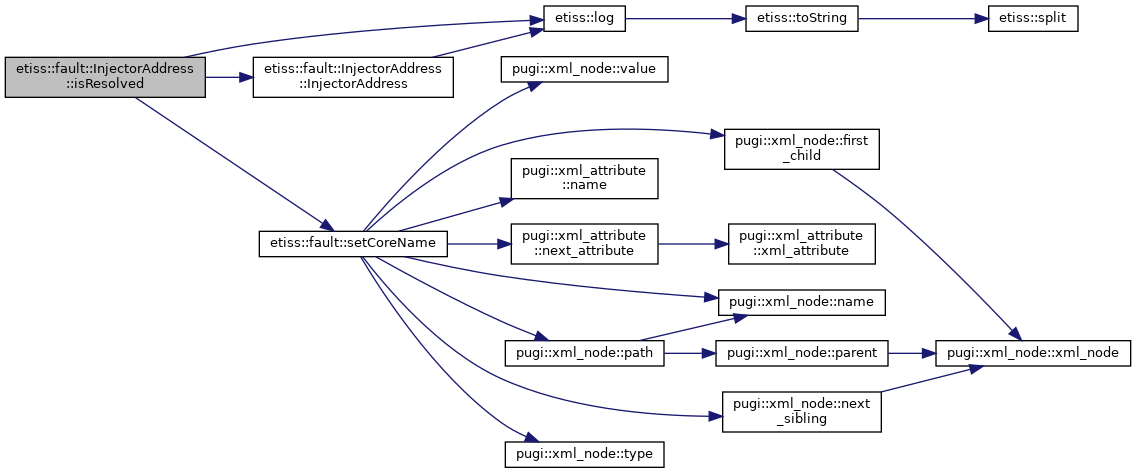 etiss::fault::InjectorAddress
::isResolved
etiss::fault::InjectorAddress
::InjectorAddress
etiss::log
etiss::toString
etiss::split
pugi::xml_node::value
pugi::xml_node::first
_child
pugi::xml_attribute
::name
etiss::fault::setCoreName
pugi::xml_attribute
::next_attribute
pugi::xml_attribute
::xml_attribute
pugi::xml_node::name
pugi::xml_node::path
pugi::xml_node::parent
pugi::xml_node::xml_node
pugi::xml_node::next
_sibling
pugi::xml_node::type